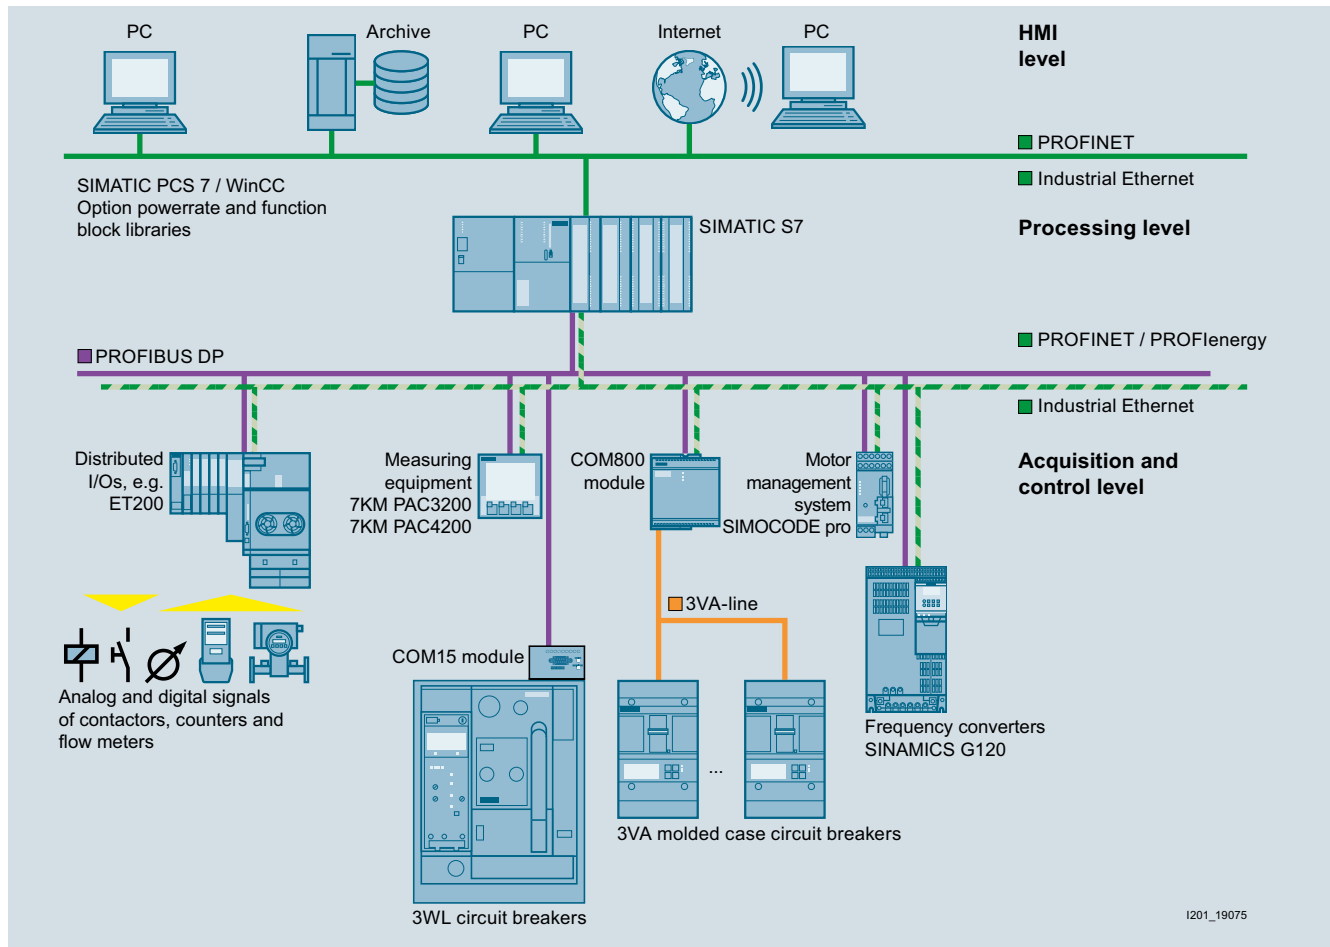 PC
Archive
PC
Internet
PC
HMI
level
PROFINET
Industrial Ethernet
SIMATIC PCS 7 / WinCC
Option powerrate and function
block libraries
SIMATIC S7
Processing level
PROFIBUS DP
PROFINET / PROFIenergy
Industrial Ethernet
Distributed
I/Os, e.g.
ET200
Measuring
equipment
7KM PAC3200
7KM PAC4200
COM800
module
Motor
management
system
SIMOCODE pro
Acquisition and
control level
3VA-line
COM15 module
Analog and digital signals
of contactors, counters and
flow meters
Frequency converters
SINAMICS G120
...
3VA molded case circuit breakers
3WL circuit breakers
I201_19075